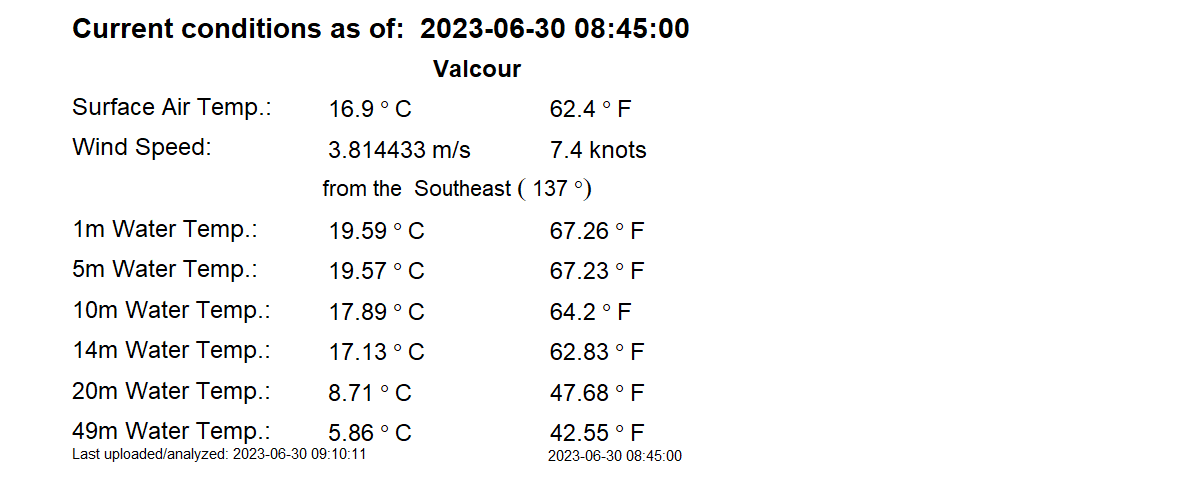 Current conditions as of:  2023-06-30 08:45:00
Valcour
Surface Air Temp.: 16.9 ° C 62.4 ° F
Wind Speed: 3.814433 m/s 7.4 knots
from the  Southeast ( 137 °)
1m Water Temp.: 19.59 ° C 67.26 ° F
5m Water Temp.: 19.57 ° C 67.23 ° F
10m Water Temp.: 17.89 ° C 64.2 ° F
14m Water Temp.: 17.13 ° C 62.83 ° F
20m Water Temp.: 8.71 ° C 47.68 ° F
49m Water Temp.: 5.86 ° C 42.55 ° F
Last uploaded/analyzed: 2023-06-30 09:10:11 2023-06-30 08:45:00